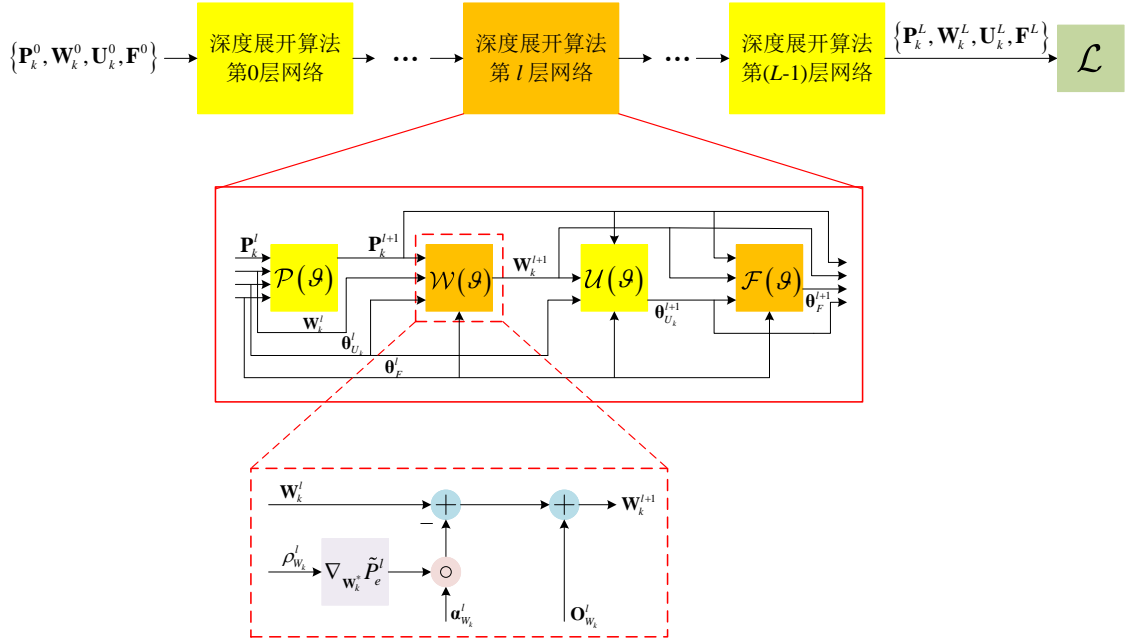 {P_k^0, W_k^0, U_k^0, F^0}
深度展开算法
第0层网络
...
深度展开算法
第 l 层网络
...
深度展开算法
第(L-1)层网络
{P_k^L, W_k^L, U_k^L, F^L}
ℒ
P_k^l
𝒫(ϑ)
P_k^{l+1}
𝒲(ϑ)
W_k^{l+1}
𝒰(ϑ)
ℱ(ϑ)
θ_F^{l+1}
θ_{U_k}^{l+1}
W_k^l
θ_{U_k}^l
θ_F^l
W_k^l
+
+
W_k^{l+1}
−
ρ_{W_k}^l
∇_{W_k^*} P̃_e^l
∘
α_{W_k}^l
O_{W_k}^l